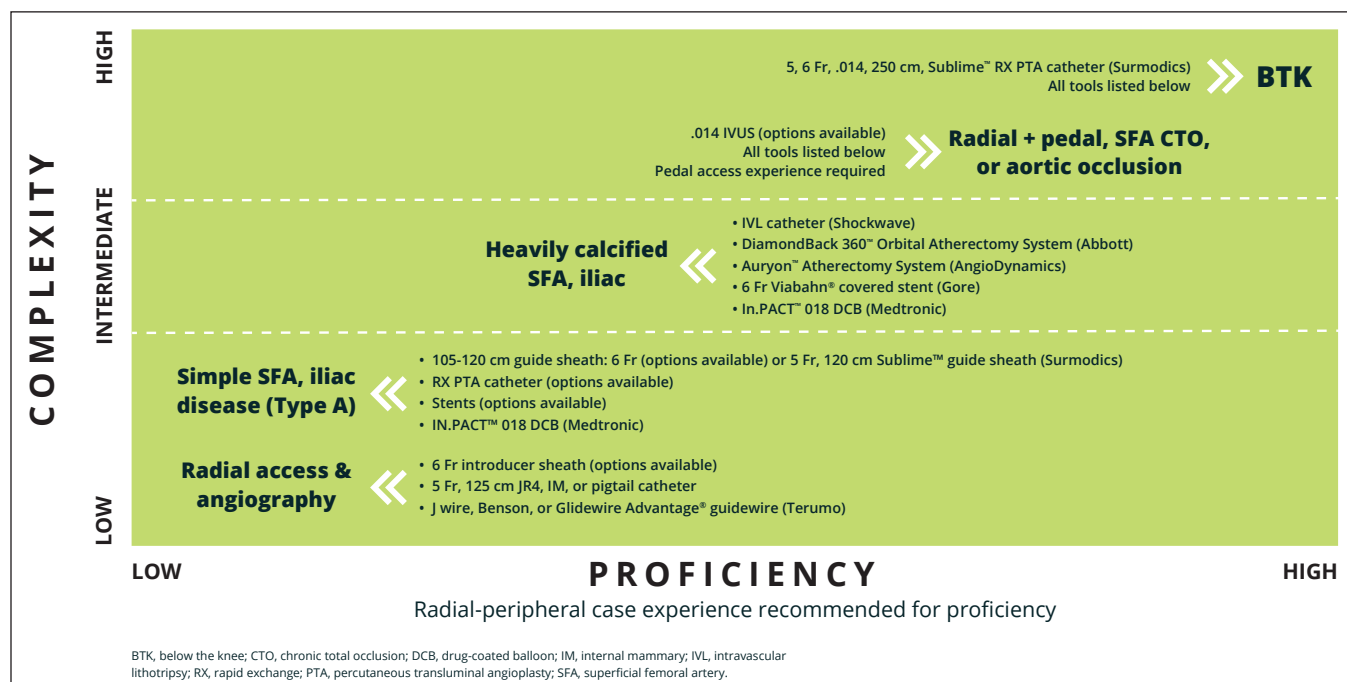 COMPLEXITY
HIGH
INTERMEDIATE
LOW
5, 6 Fr, .014, 250 cm, Sublime™ RX PTA catheter (Surmodics)
All tools listed below
BTK
.014 IVUS (options available)
All tools listed below
Pedal access experience required
Radial + pedal, SFA CTO,
or aortic occlusion
Heavily calcified
SFA, iliac
• IVL catheter (Shockwave)
• DiamondBack 360™ Orbital Atherectomy System (Abbott)
• Auryon™ Atherectomy System (AngioDynamics)
• 6 Fr Viabahn® covered stent (Gore)
• In.PACT™ 018 DCB (Medtronic)
Simple SFA, iliac
disease (Type A)
• 105-120 cm guide sheath: 6 Fr (options available) or 5 Fr, 120 cm Sublime™ guide sheath (Surmodics)
• RX PTA catheter (options available)
• Stents (options available)
• IN.PACT™ 018 DCB (Medtronic)
Radial access &
angiography
• 6 Fr introducer sheath (options available)
• 5 Fr, 125 cm JR4, IM, or pigtail catheter
• J wire, Benson, or Glidewire Advantage® guidewire (Terumo)
LOW
PROFICIENCY
HIGH
Radial-peripheral case experience recommended for proficiency
BTK, below the knee; CTO, chronic total occlusion; DCB, drug-coated balloon; IM, internal mammary; IVL, intravascular
lithotripsy; RX, rapid exchange; PTA, percutaneous transluminal angioplasty; SFA, superficial femoral artery.